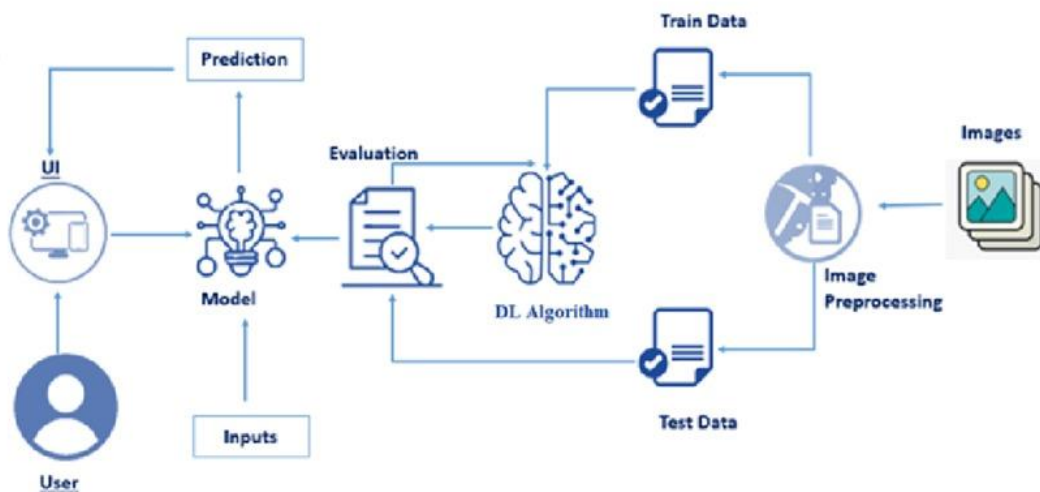 Train Data
Prediction
Images
Evaluation
UI
Model
Image
Preprocessing
DL Algorithm
Inputs
Test Data
User